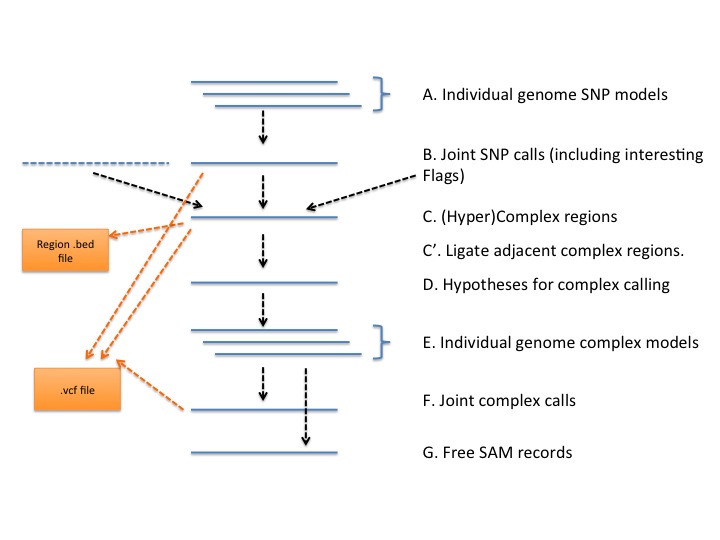 A. Individual genome SNP models
B. Joint SNP calls (including interesting
Flags)
C. (Hyper)Complex regions
Region .bed
file
C’. Ligate adjacent complex regions.
D. Hypotheses for complex calling
E. Individual genome complex models
.vcf file
F. Joint complex calls
G. Free SAM records